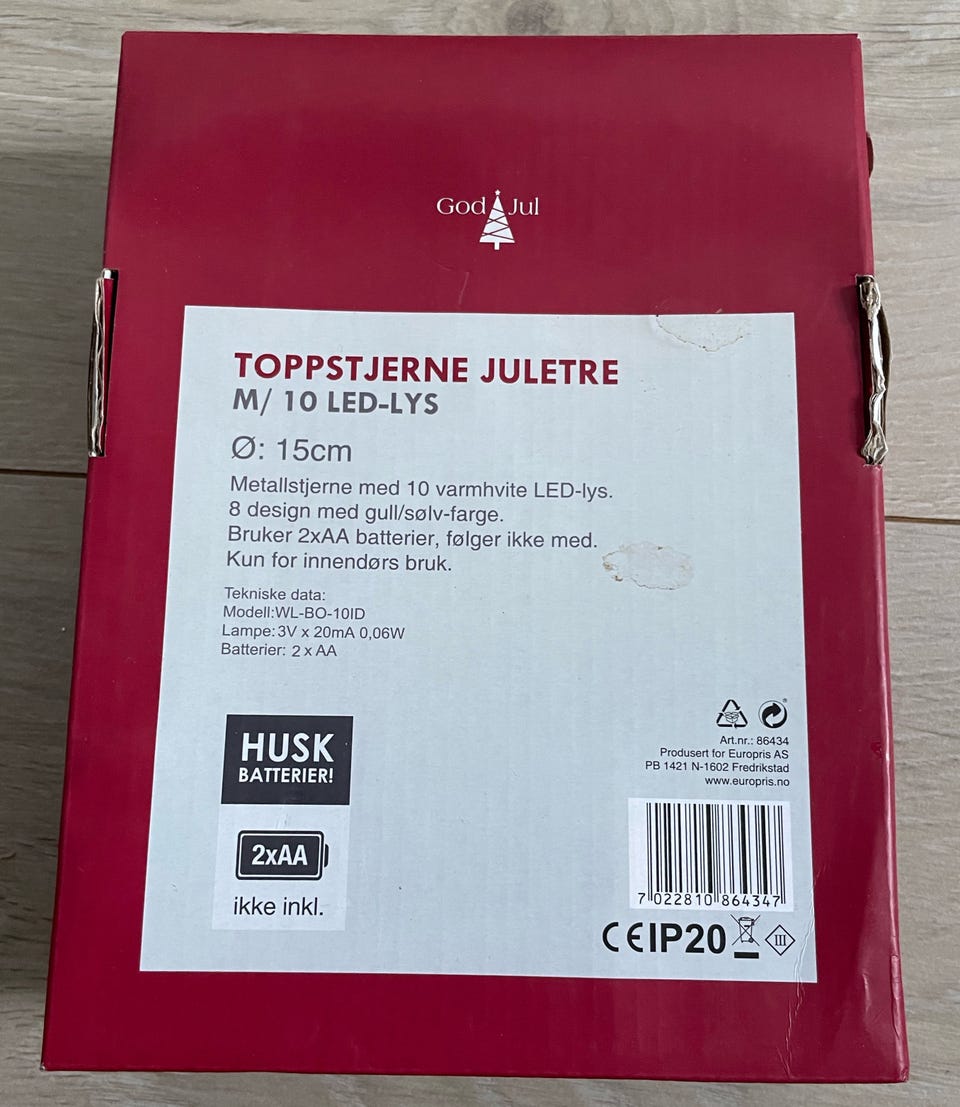 God Jul
TOPPSTJERNE JULETRE
M/ 10 LED-LYS
Ø: 15cm
Metallstjerne med 10 varmhvite LED-lys.
8 design med gull/sølv-farge.
Bruker 2xAA batterier, følger ikke med.
Kun for innendørs bruk.
Tekniske data:
Modell:WL-BO-10ID
Lampe: 3V x 20mA 0,06W
Batterier: 2 x AA
HUSK
BATTERIER!
2xAA
ikke inkl.
Art.nr.: 86434
Produsert for Europris AS
PB 1421 N-1602 Fredrikstad
www.europris.no
7 022810 864347
CE IP20 III